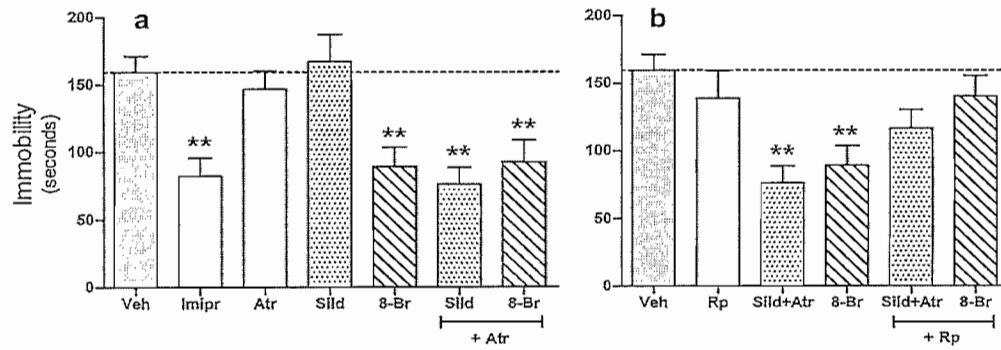 a
b
Immobility
(seconds)
200
150
100
50
0
**
**
**
**
Veh Imipr Atr Sild 8-Br Sild 8-Br
+ Atr
200
150
100
50
0
**
**
Veh Rp Sild+Atr 8-Br Sild+Atr 8-Br
+ Rp